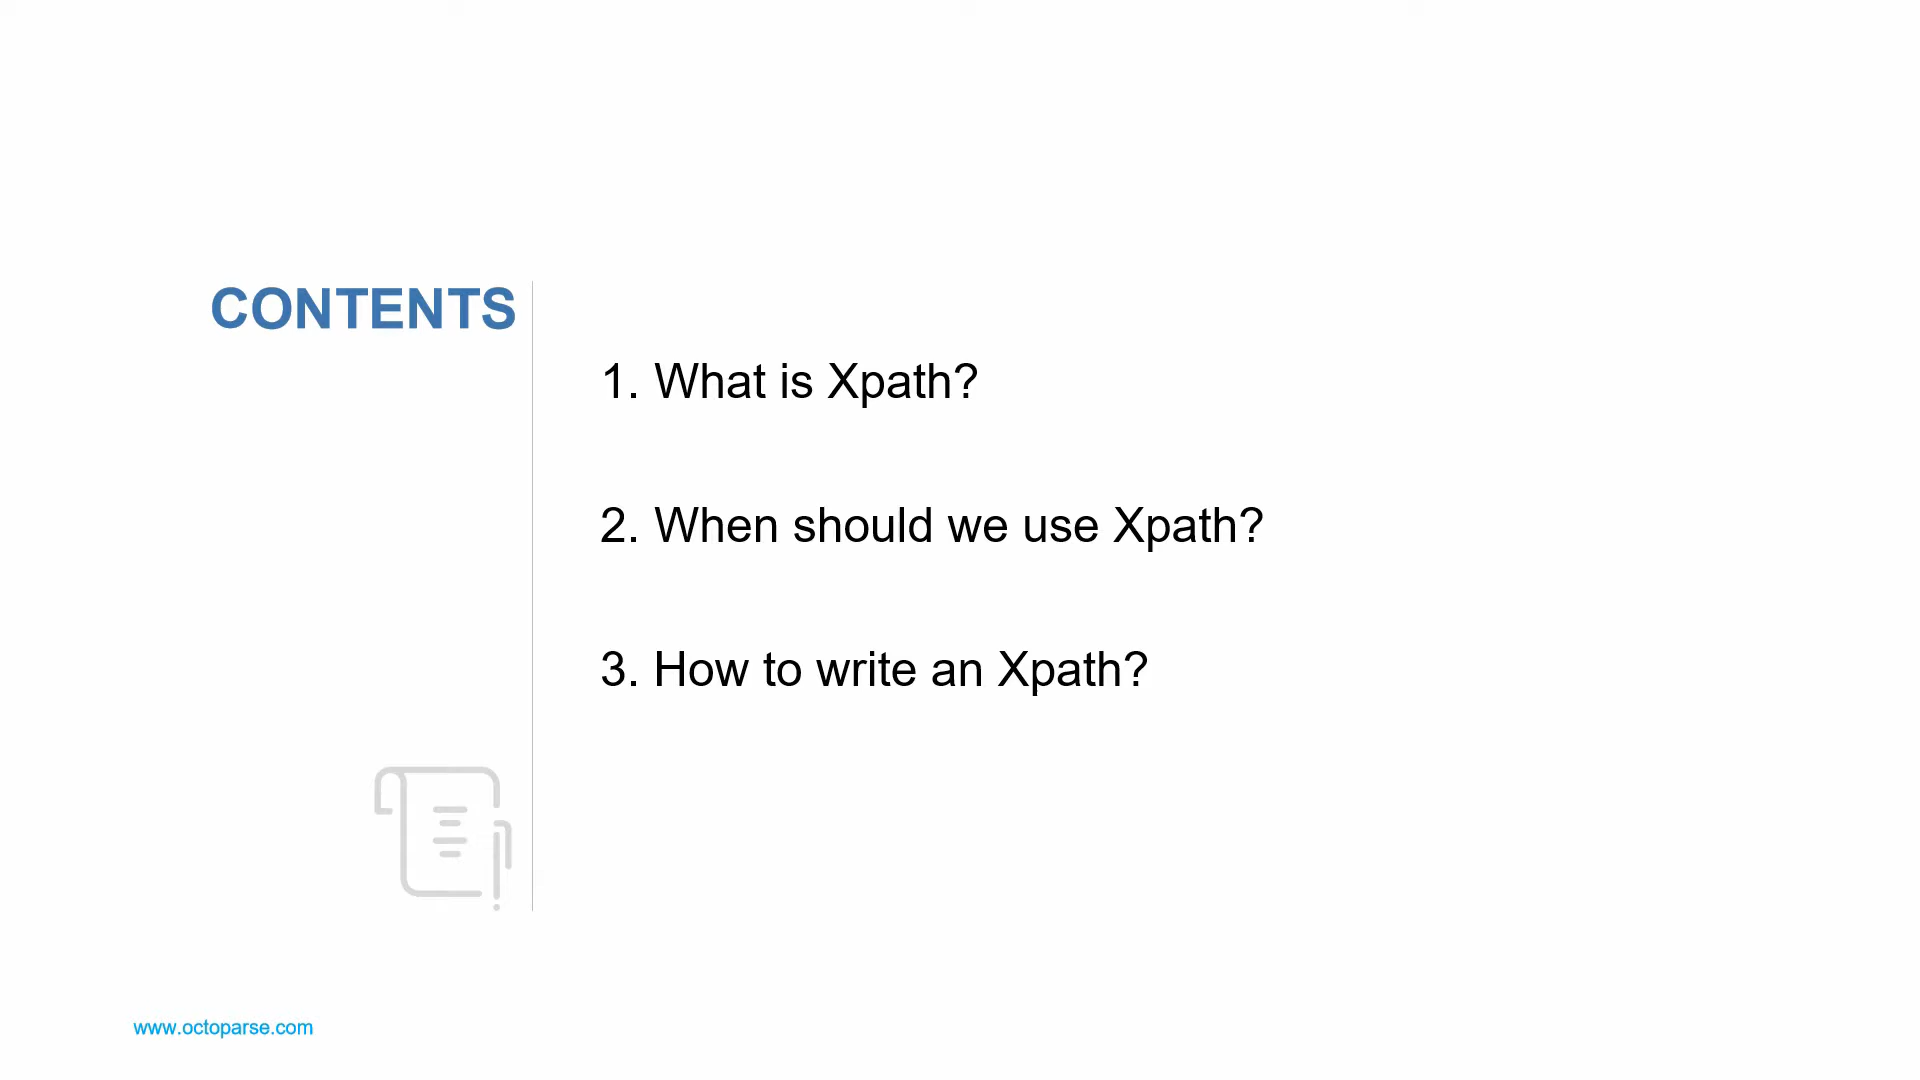 CONTENTS
1. What is Xpath?
2. When should we use Xpath?
3. How to write an Xpath?
www.octoparse.com